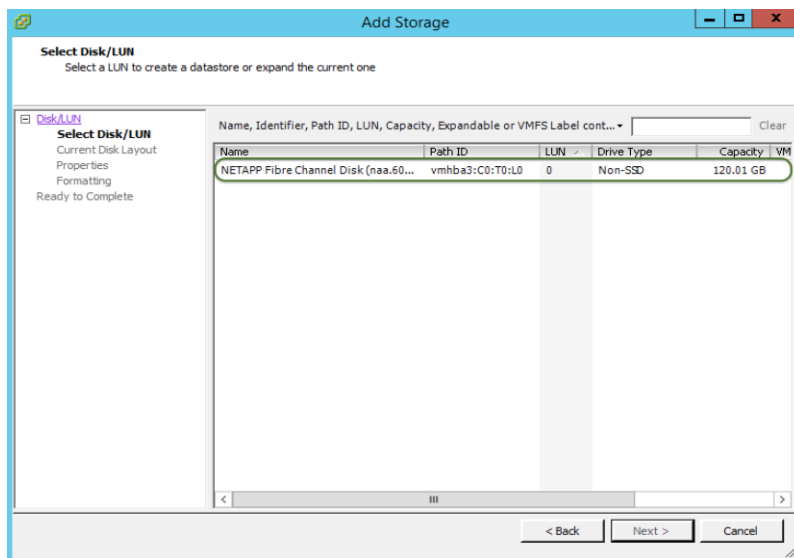 Add Storage
Select Disk/LUN
Select a LUN to create a datastore or expand the current one
Disk/LUN
Select Disk/LUN
Current Disk Layout
Properties
Formatting
Ready to Complete
Name, Identifier, Path ID, LUN, Capacity, Expandable or VMFS Label cont... Clear
Name Path ID LUN Drive Type Capacity VM
NETAPP Fibre Channel Disk (naa.60... vmhba3:C0:T0:L0 0 Non-SSD 120.01 GB
< Back Next > Cancel